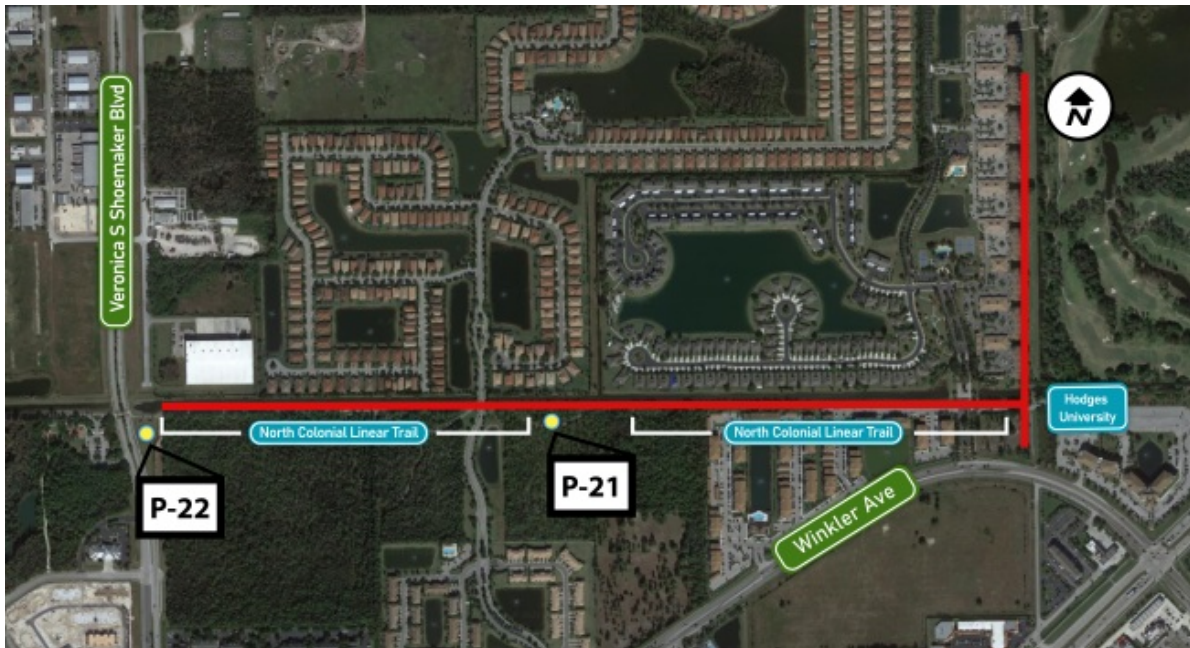 Veronica S Shoemaker Blvd
N
Hodges
University
North Colonial Linear Trail
North Colonial Linear Trail
P-22
P-21
Winkler Ave